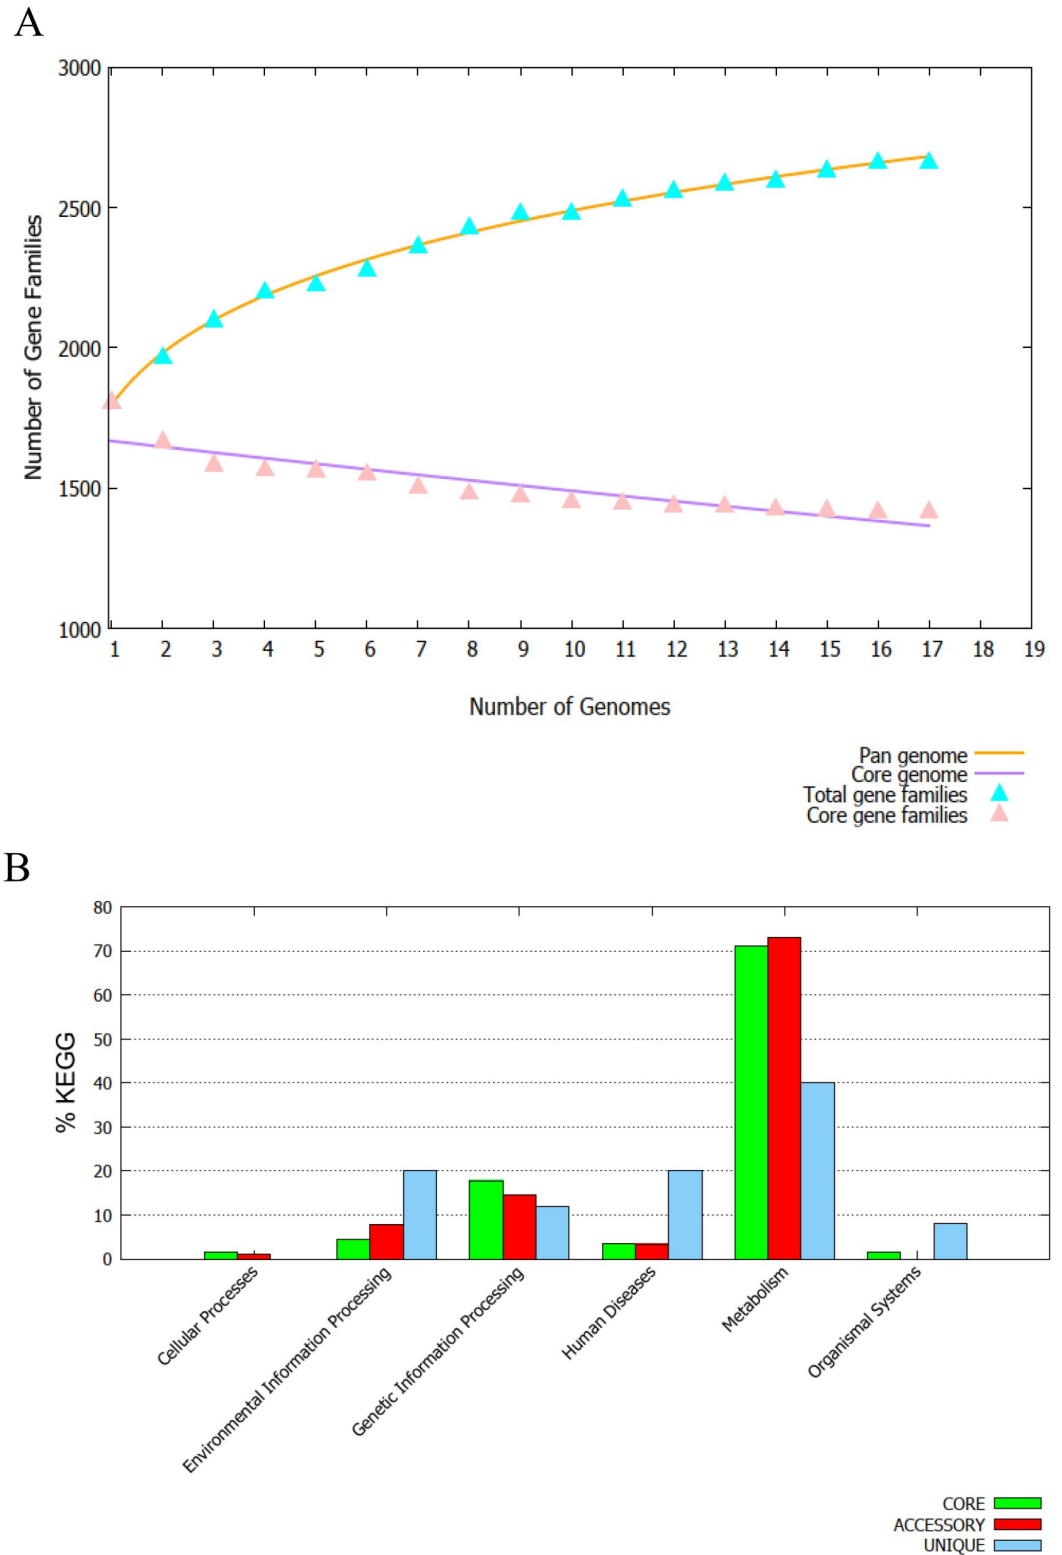 A
3000
2500
2000
1500
1000
Number of Gene Families
1 2 3 4 5 6 7 8 9 10 11 12 13 14 15 16 17 18 19
Number of Genomes
Pan genome
Core genome
Total gene families
Core gene families
B
80
70
60
50
40
30
20
10
0
% KEGG
Cellular Processes
Environmental Information Processing
Genetic Information Processing
Human Diseases
Metabolism
Organismal Systems
CORE
ACCESSORY
UNIQUE